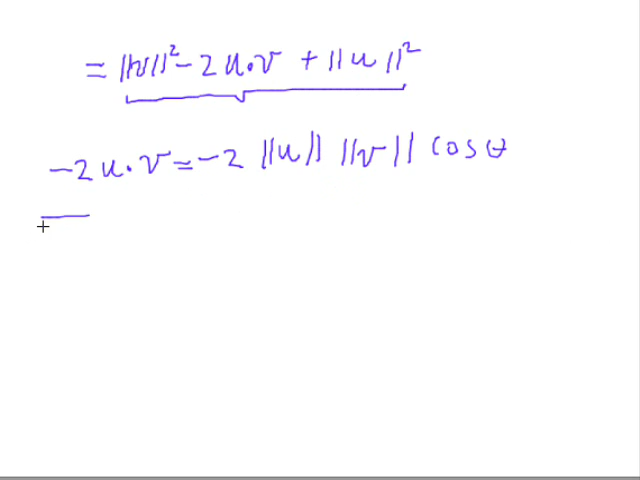 = ||v||² - 2 u·v + ||u||²
-2 u·v = -2 ||u|| ||v|| cos θ